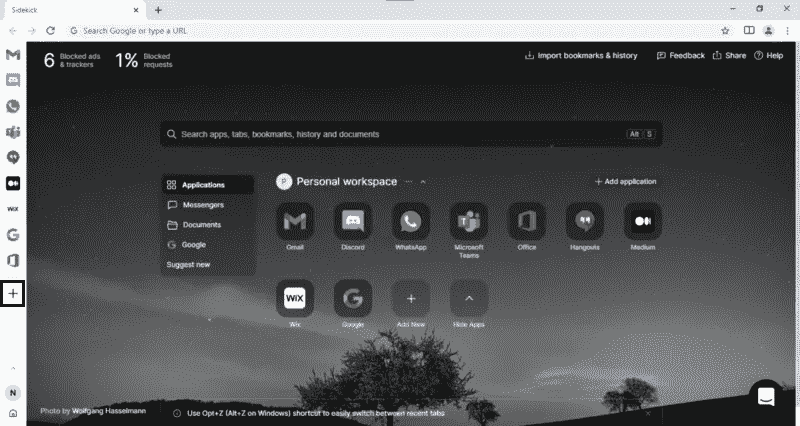 Sidekick
Search Google or type a URL
6 Blocked ads & trackers
1% Blocked requests
Import bookmarks & history
Feedback
Share
Help
Search apps, tabs, bookmarks, history and documents
Alt S
Applications
Messengers
Documents
Google
Suggest new
P Personal workspace
+ Add application
Gmail
Discord
WhatsApp
Microsoft Teams
Office
Hangouts
Medium
WiX
Wix
Google
Add New
Hide Apps
WiX
N
Photo by Wolfgang Hasselmann
Use Opt+Z (Alt+Z on Windows) shortcut to easily switch between recent tabs